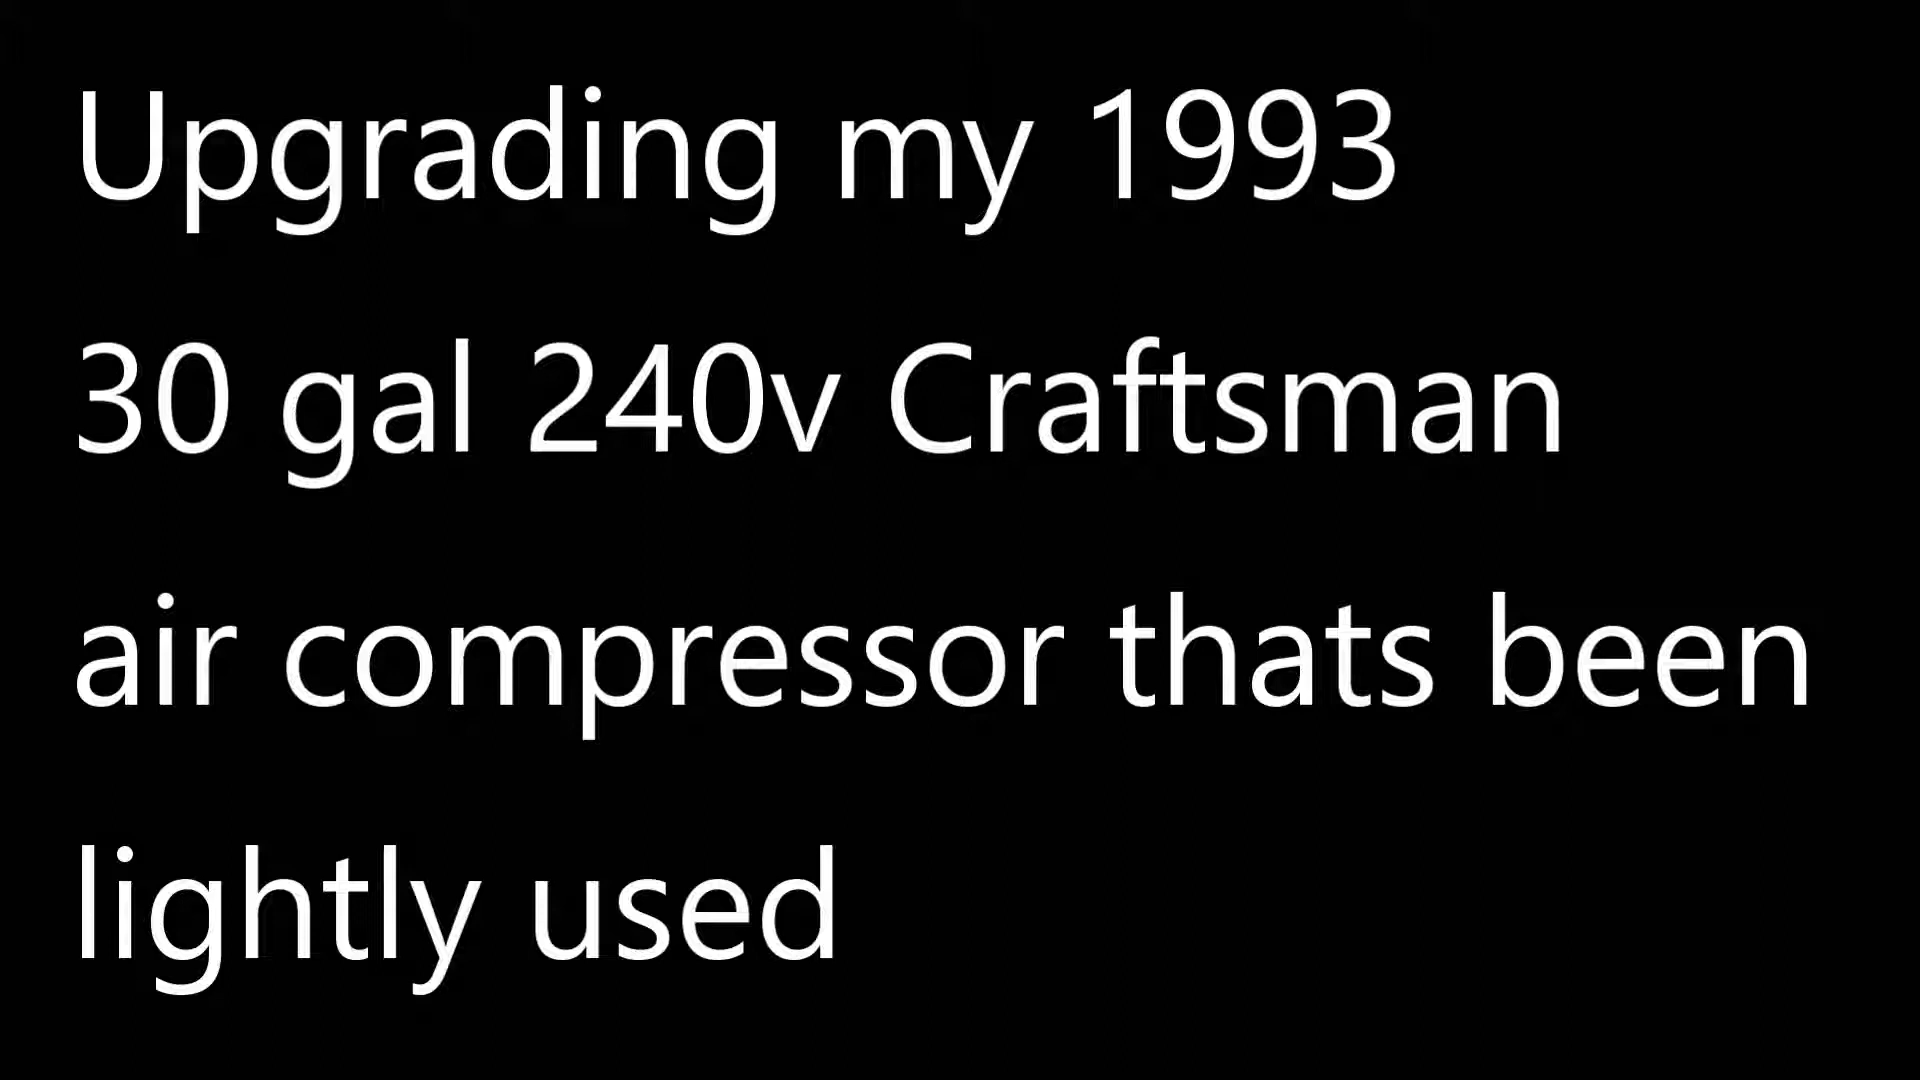 Upgrading my 1993
30 gal 240v Craftsman
air compressor thats been
lightly used